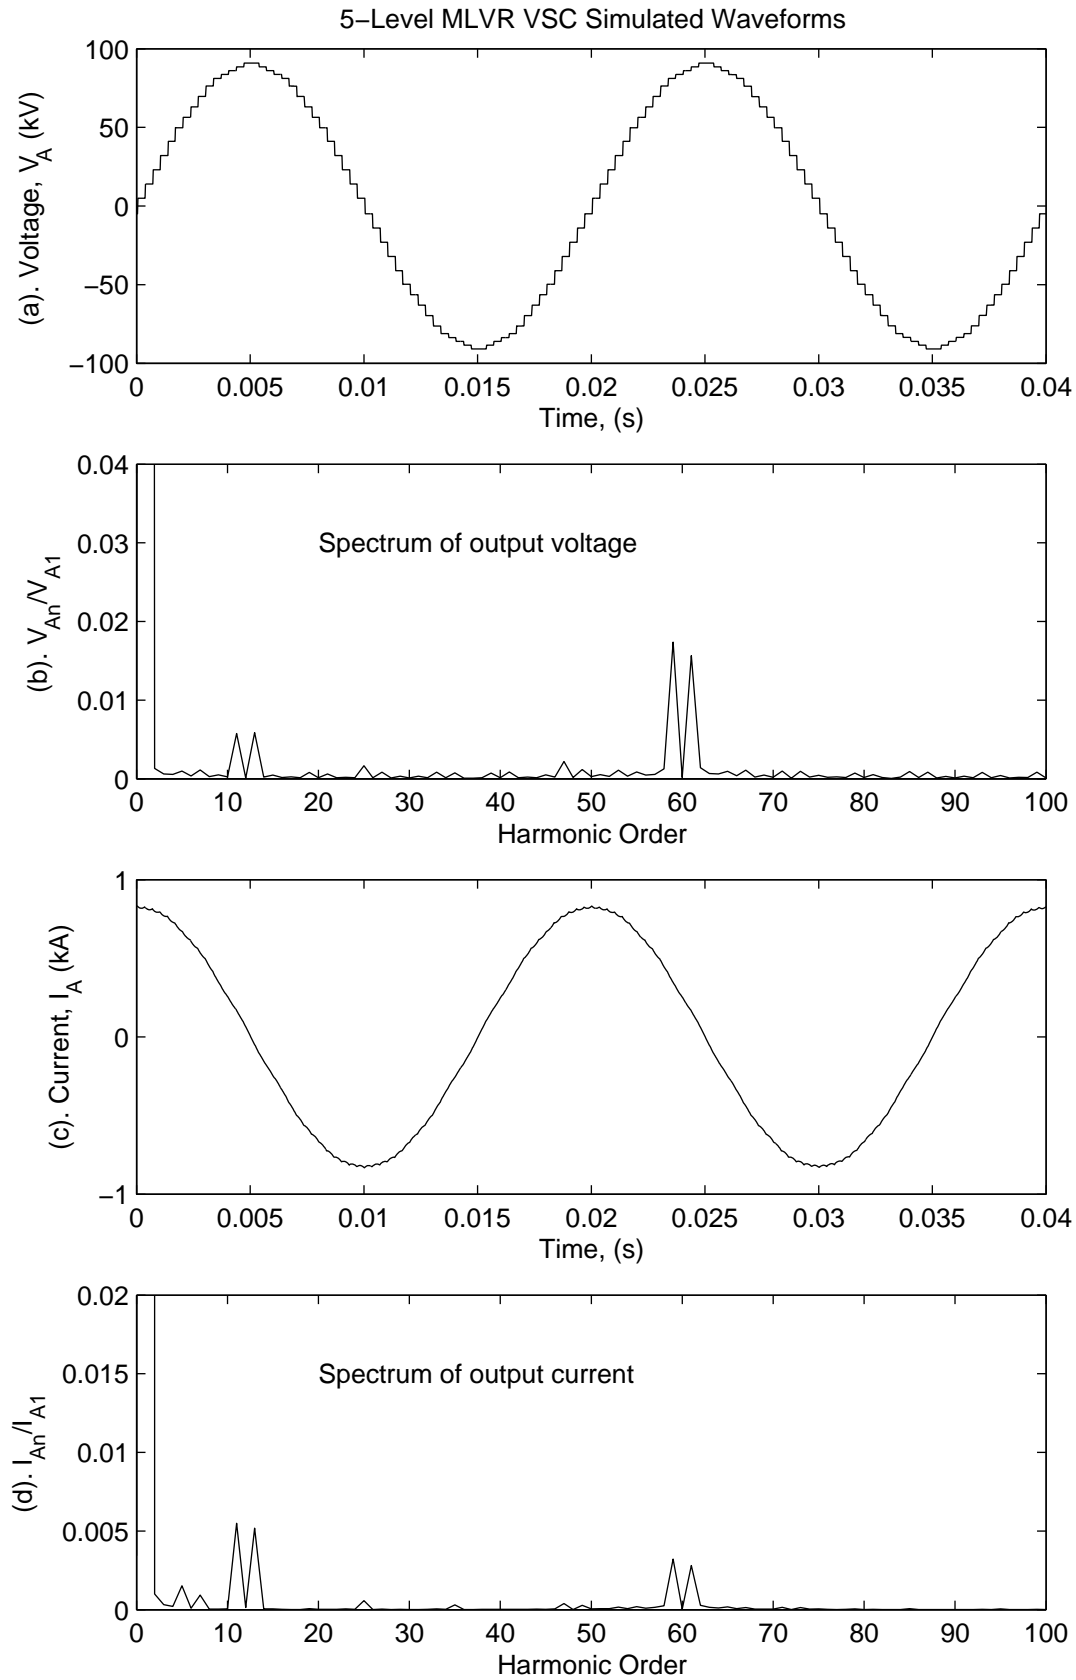 5−Level MLVR VSC Simulated Waveforms
100
50
0
−50
−100
(a). Voltage, V_A (kV)
0 0.005 0.01 0.015 0.02 0.025 0.03 0.035 0.04
Time, (s)
0.04
0.03
0.02
0.01
0
(b). V_An/V_A1
Spectrum of output voltage
0 10 20 30 40 50 60 70 80 90 100
Harmonic Order
1
0
−1
(c). Current, I_A (kA)
0 0.005 0.01 0.015 0.02 0.025 0.03 0.035 0.04
Time, (s)
0.02
0.015
0.01
0.005
0
(d). I_An/I_A1
Spectrum of output current
0 10 20 30 40 50 60 70 80 90 100
Harmonic Order